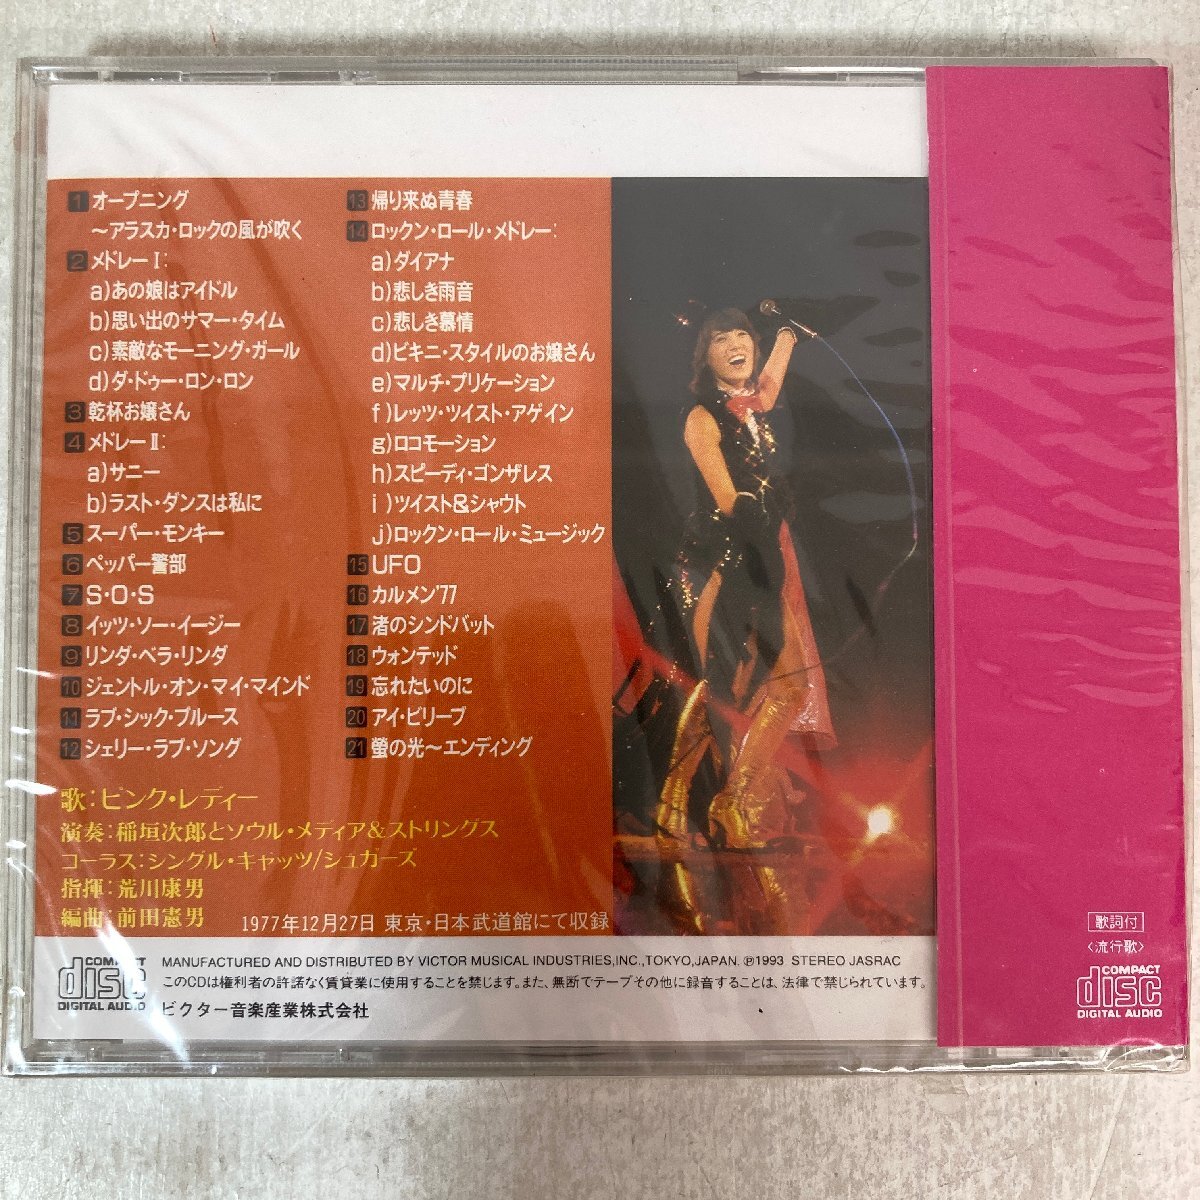 1 オープニング
～アラスカ・ロックの風が吹く
2 メドレーⅠ:
a)あの娘はアイドル
b)思い出のサマー・タイム
c)素敵なモーニング・ガール
d)ダ・ドゥー・ロン・ロン
3 乾杯お嬢さん
4 メドレーⅡ:
a)サニー
b)ラスト・ダンスは私に
5 スーパー・モンキー
6 ペッパー警部
7 S・O・S
8 イッツ・ソー・イージー
9 リンダ・ベラ・リンダ
10 ジェントル・オン・マイ・マインド
11 ラブ・シック・ブルース
12 シェリー・ラブ・ソング
13 帰り来ぬ青春
14 ロックン・ロール・メドレー:
a)ダイアナ
b)悲しき雨音
c)悲しき慕情
d)ビキニ・スタイルのお嬢さん
e)マルチ・プリケーション
f)レッツ・ツイスト・アゲイン
g)ロコモーション
h)スピーディ・ゴンザレス
i)ツイスト&シャウト
j)ロックン・ロール・ミュージック
15 UFO
16 カルメン'77
17 渚のシンドバット
18 ウォンテッド
19 忘れたいのに
20 アイ・ビリーブ
21 螢の光～エンディング
歌:ピンク・レディー
演奏:稲垣次郎とソウル・メディア&ストリングス
コーラス:シングル・キャッツ/シュガーズ
指揮:荒川康男
編曲:前田憲男
1977年12月27日 東京・日本武道館にて収録
COMPACT
disc
DIGITAL AUDIO
MANUFACTURED AND DISTRIBUTED BY VICTOR MUSICAL INDUSTRIES,INC.,TOKYO,JAPAN. ℗1993 STEREO JASRAC
このCDは権利者の許諾なく賃貸業に使用することを禁じます。また、無断でテープその他に録音することは、法律で禁じられています。
ビクター音楽産業株式会社
歌詞付
〈流行歌〉
COMPACT
disc
DIGITAL AUDIO